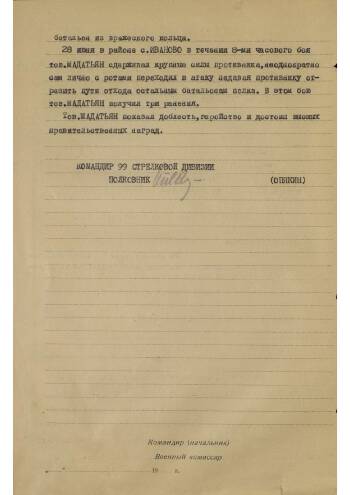 батальон из вражеского кольца.
28 июня в районе с.ИВАНОВО в течении 8-ми часового боя
тов.МАДАТЬЯН сдерживал крупные силы противника,неоднократно
сам лично с ротами переходил в атаку недавая противнику от-
резать пути отхода остальным батальонам полка. В этом бою
тов.МАДАТЬЯН получил три ранения.
Тов.МАДАТЬЯН показал доблесть,геройство и достоин высоких
правительственных наград.
КОМАНДИР 99 СТРЕЛКОВОЙ ДИВИЗИИ
ПОЛКОВНИК (ОПЯКИН)
Командир (начальник)
Военный комиссар
19 г.